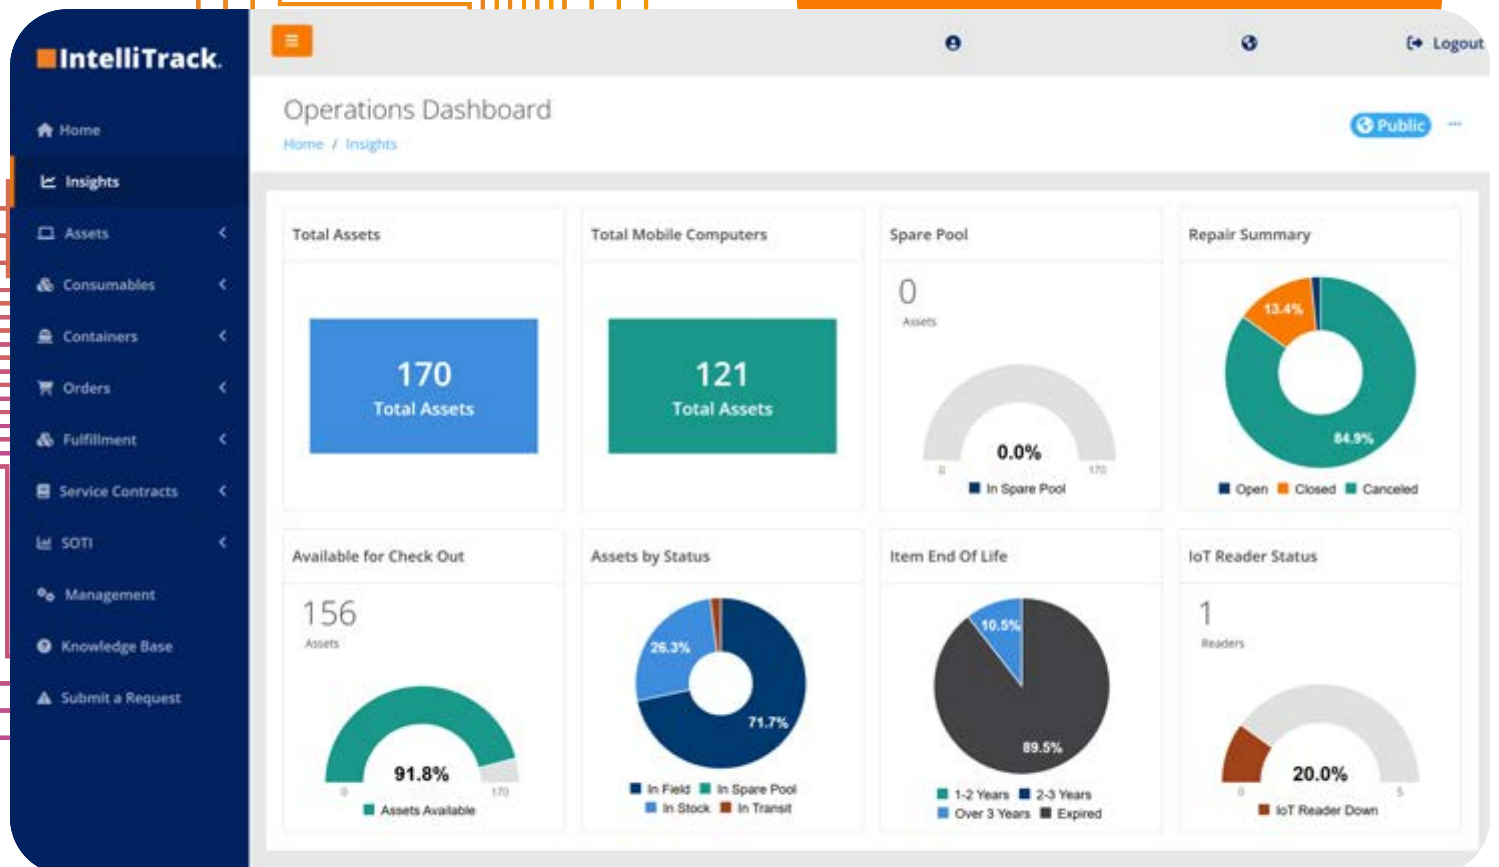 IntelliTrack.
Logout
Home
Insights
Assets
Consumables
Containers
Orders
Fulfillment
Service Contracts
SOTI
Management
Knowledge Base
Submit a Request
Operations Dashboard
Home / Insights
Public ...
Total Assets
170
Total Assets
Total Mobile Computers
121
Total Assets
Spare Pool
0
Assets
0.0%
0 170
In Spare Pool
Repair Summary
13.4%
84.9%
Open Closed Canceled
Available for Check Out
156
Assets
91.8%
0 170
Assets Available
Assets by Status
26.3%
71.7%
In Field In Spare Pool
In Stock In Transit
Item End Of Life
10.5%
89.5%
1-2 Years 2-3 Years
Over 3 Years Expired
IoT Reader Status
1
Readers
20.0%
0 5
IoT Reader Down